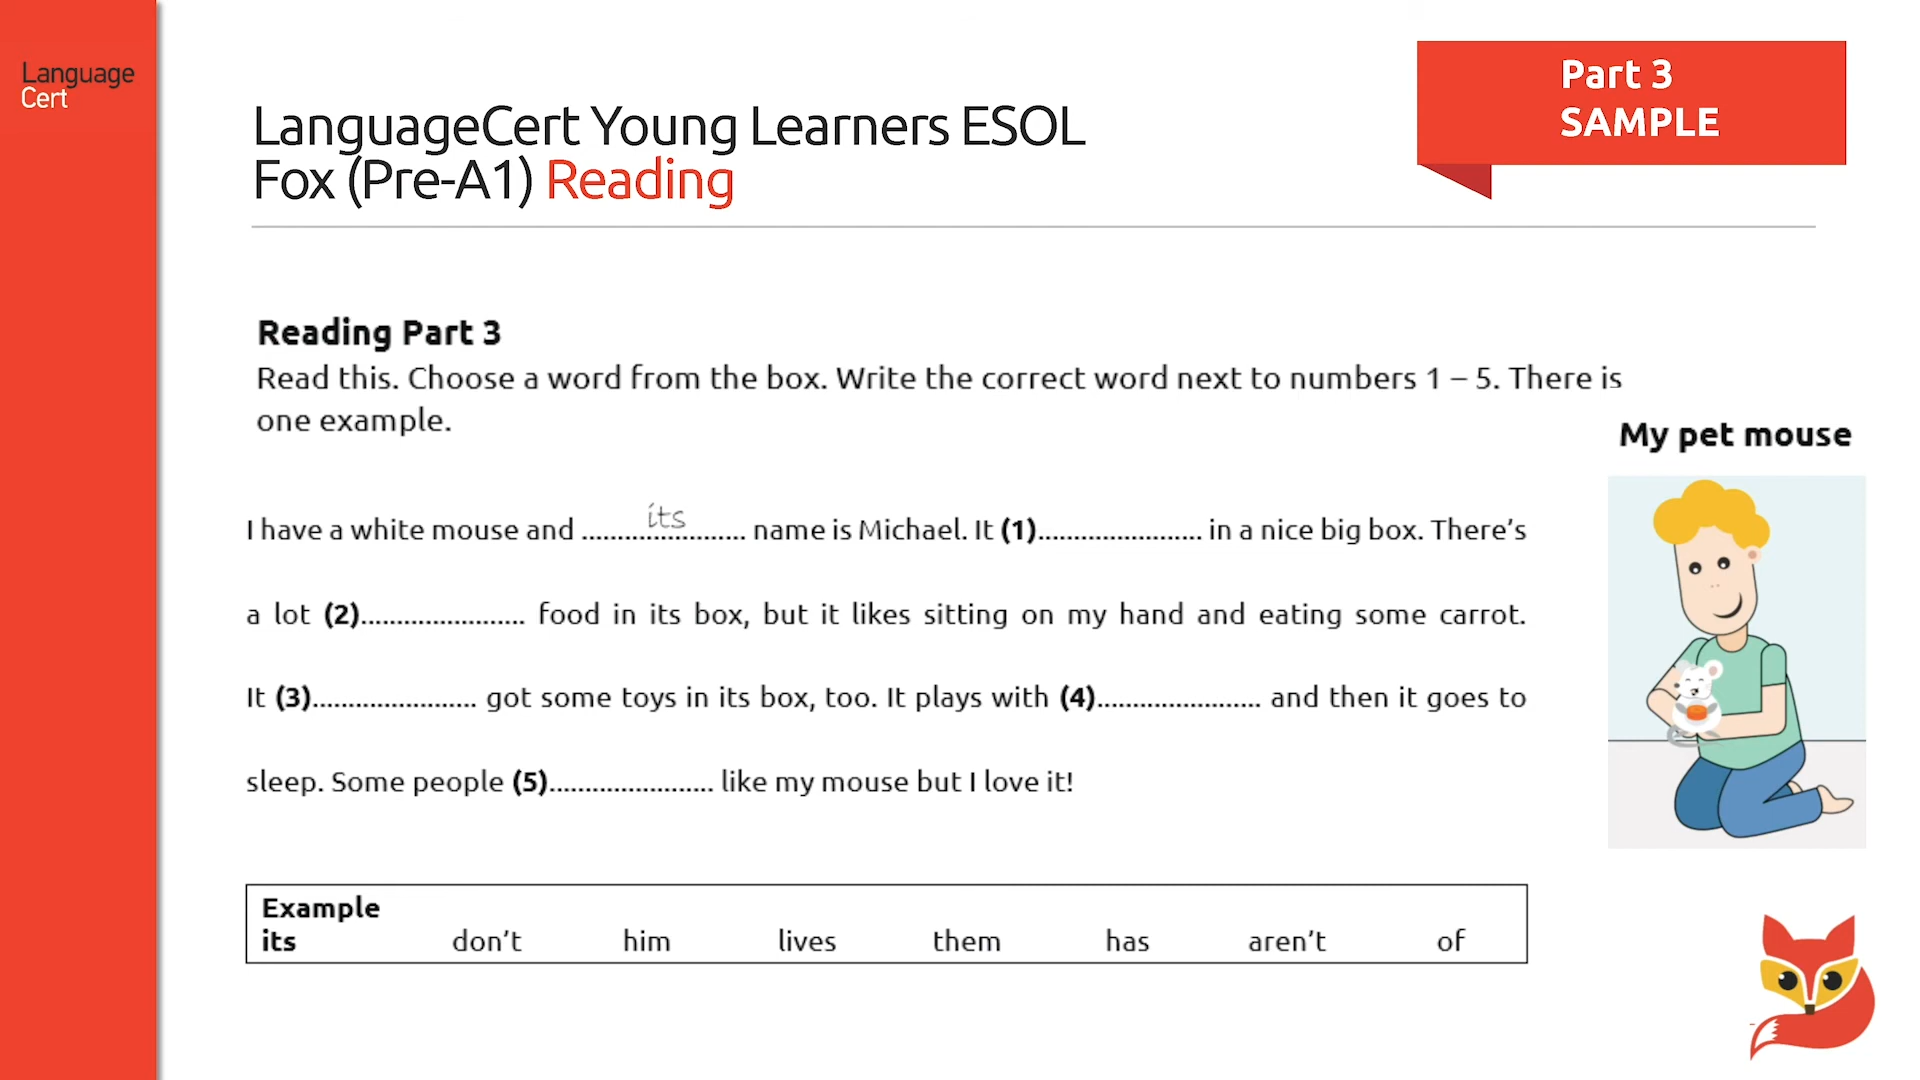 Language
Cert
Part 3
SAMPLE
LanguageCert Young Learners ESOL
Fox (Pre-A1) Reading
Reading Part 3
Read this. Choose a word from the box. Write the correct word next to numbers 1 – 5. There is
one example.
My pet mouse
I have a white mouse and ......its...... name is Michael. It (1)...................... in a nice big box. There’s
a lot (2)...................... food in its box, but it likes sitting on my hand and eating some carrot.
It (3)...................... got some toys in its box, too. It plays with (4)...................... and then it goes to
sleep. Some people (5)...................... like my mouse but I love it!
Example
its don’t him lives them has aren’t of